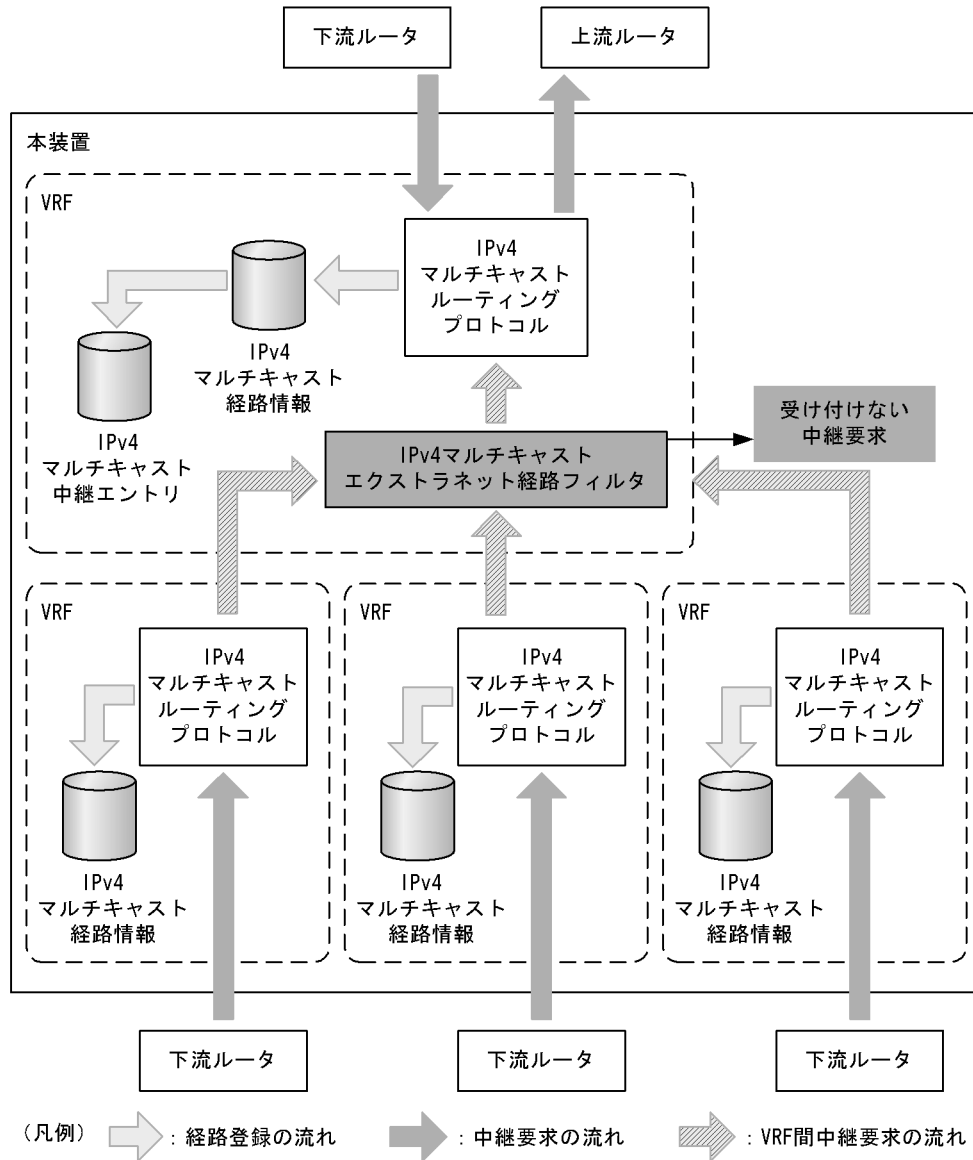 下流ルータ
上流ルータ
本装置
VRF
IPv4
マルチキャスト
ルーティング
プロトコル
IPv4
マルチキャスト
経路情報
IPv4
マルチキャスト
中継エントリ
受け付けない
中継要求
IPv4マルチキャスト
エクストラネット経路フィルタ
VRF
IPv4
マルチキャスト
ルーティング
プロトコル
IPv4
マルチキャスト
経路情報
VRF
IPv4
マルチキャスト
ルーティング
プロトコル
IPv4
マルチキャスト
経路情報
VRF
IPv4
マルチキャスト
ルーティング
プロトコル
IPv4
マルチキャスト
経路情報
下流ルータ
下流ルータ
下流ルータ
(凡例)
:経路登録の流れ
:中継要求の流れ
:VRF間中継要求の流れ